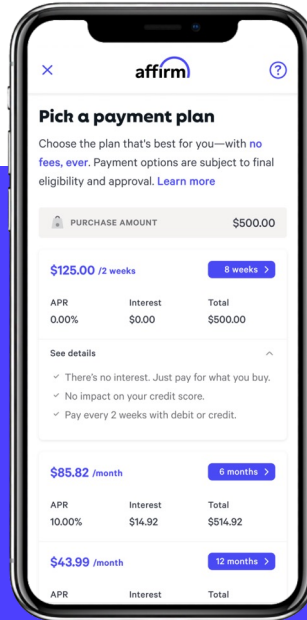 affirm
?
Pick a payment plan
Choose the plan that's best for you—with no
fees, ever. Payment options are subject to final
eligibility and approval. Learn more
PURCHASE AMOUNT $500.00
$125.00 /2 weeks 8 weeks >
APR Interest Total
0.00% $0.00 $500.00
See details
There's no interest. Just pay for what you buy.
No impact on your credit score.
Pay every 2 weeks with debit or credit.
$85.82 /month 6 months >
APR Interest Total
10.00% $14.92 $514.92
$43.99 /month 12 months >
APR Interest Total